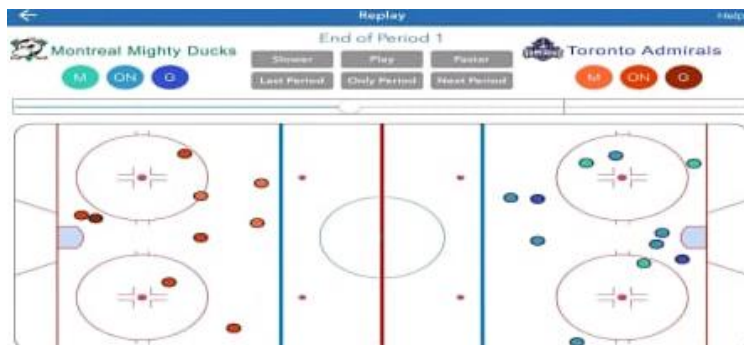 Replay
Help
End of Period 1
Montreal Mighty Ducks
Toronto Admirals
Slower
Play
Faster
M
ON
G
M
ON
G
Last Period
Only Period
Next Period